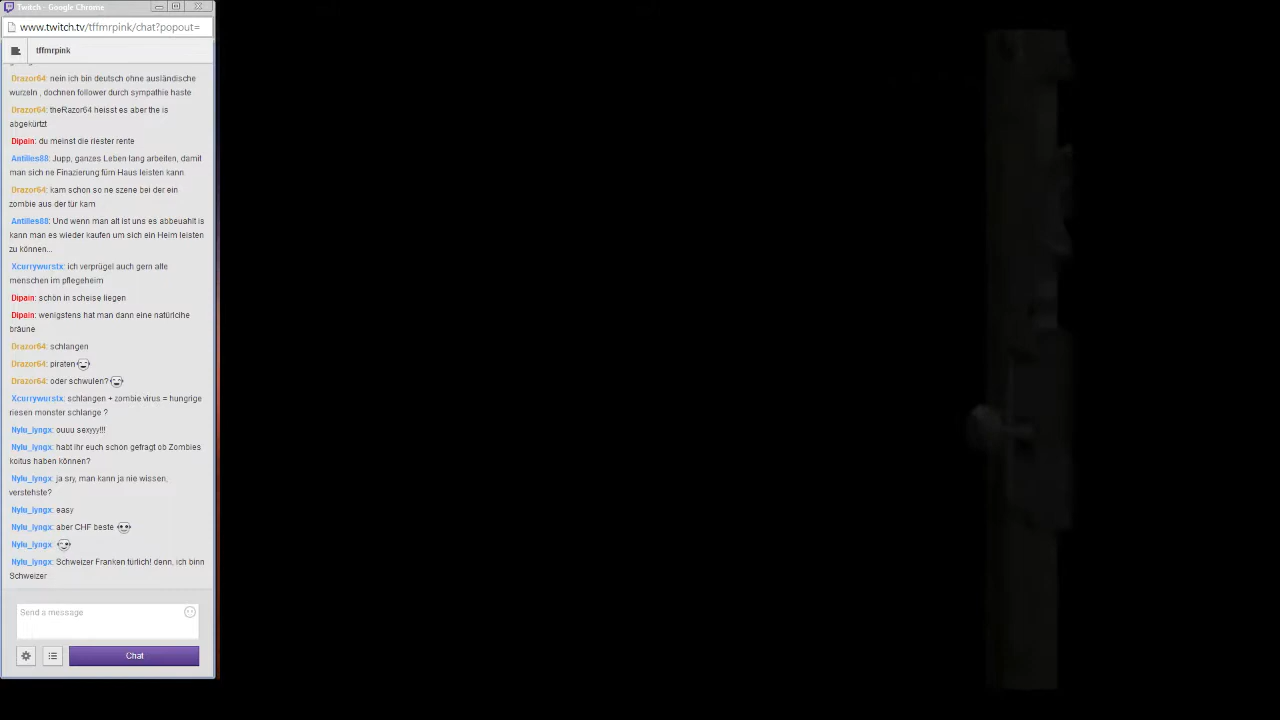 Twitch - Google Chrome
www.twitch.tv/tffmrpink/chat?popout=
tffmrpink
Drazor64: nein ich bin deutsch ohne ausländische
wurzeln , dochnen follower durch sympathie haste
Drazor64: theRazor64 heisst es aber the is
abgekürtzt
Dipain: du meinst die riester rente
Antilles88: Jupp, ganzes Leben lang arbeiten, damit
man sich ne Finazierung fürn Haus leisten kann.
Drazor64: kam schon so ne szene bei der ein
zombie aus der tür kam
Antilles88: Und wenn man alt ist uns es abbeuahlt is
kann man es wieder kaufen um sich ein Heim leisten
zu können...
Xcurrywurstx: ich verprügel auch gern alte
menschen im pflegeheim
Dipain: schön in scheise liegen
Dipain: wenigstens hat man dann eine natürlcihe
bräune
Drazor64: schlangen
Drazor64: piraten
Drazor64: oder schwulen?
Xcurrywurstx: schlangen + zombie virus = hungrige
riesen monster schlange ?
Nylu_lyngx: ouuu sexyyy!!!
Nylu_lyngx: habt Ihr euch schon gefragt ob Zombies
koitus haben können?
Nylu_lyngx: ja sry, man kann ja nie wissen,
verstehste?
Nylu_lyngx: easy
Nylu_lyngx: aber CHF beste
Nylu_lyngx:
Nylu_lyngx: Schweizer Franken türlich! denn, ich binn
Schweizer
Send a message
Chat